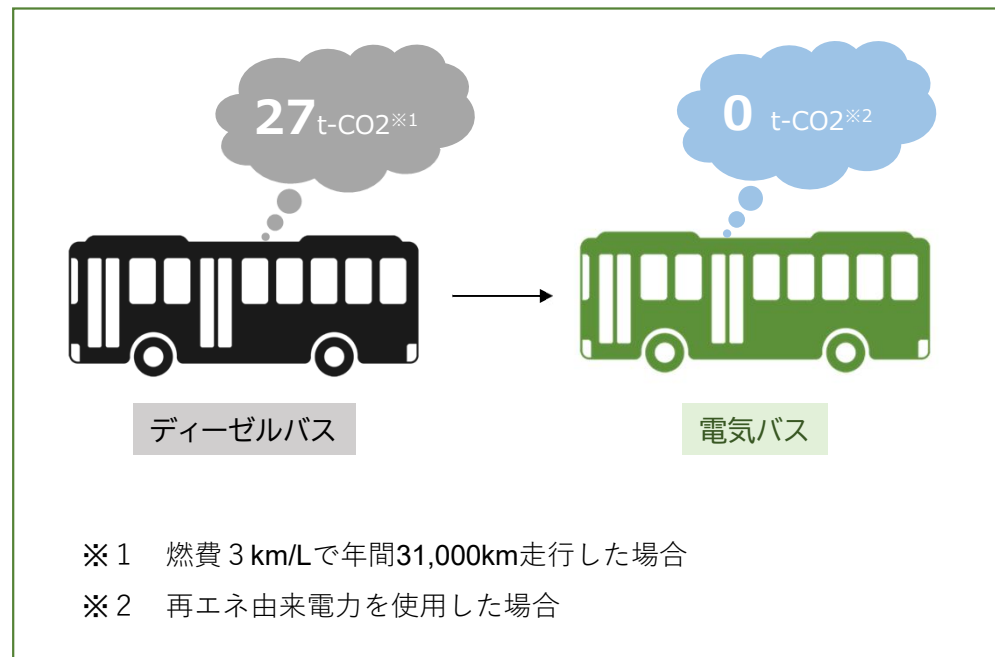 27t-CO2※1
0 t-CO2※2
ディーゼルバス
電気バス
※１　燃費３km/Lで年間31,000km走行した場合
※２　再エネ由来電力を使用した場合